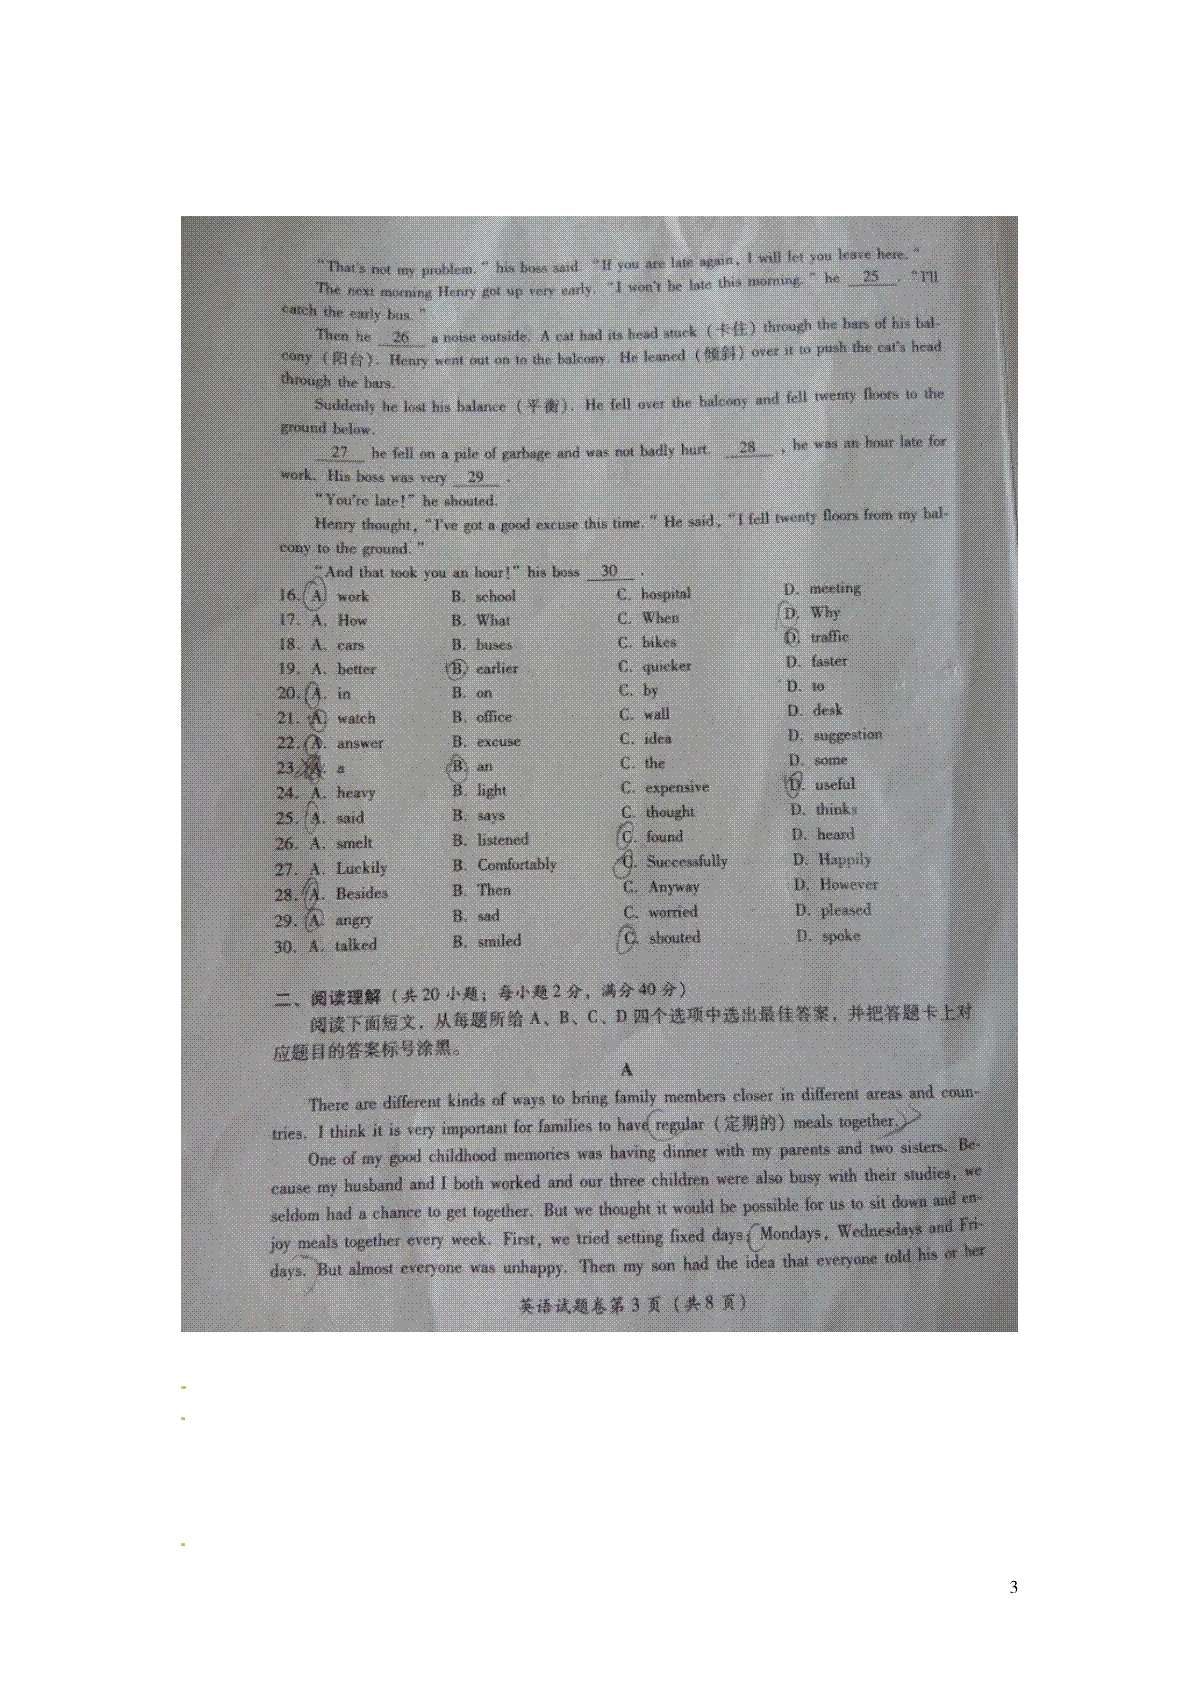 "That's not my problem." his boss said. "If you are late again, I will let you leave here."
The next morning Henry got up very early. "I won't be late this morning." he 25 . "I'll
catch the early bus."
Then he 26 a noise outside. A cat had its head stuck (卡住) through the bars of his bal-
cony (阳台). Henry went out on to the balcony. He leaned (倾斜) over it to push the cat's head
through the bars.
Suddenly he lost his balance (平衡). He fell over the balcony and fell twenty floors to the
ground below.
27 he fell on a pile of garbage and was not badly hurt. 28 , he was an hour late for
work. His boss was very 29 .
"You're late!" he shouted.
Henry thought, "I've got a good excuse this time." He said, "I fell twenty floors from my bal-
cony to the ground."
"And that took you an hour!" his boss 30 .
16. A. work B. school C. hospital D. meeting
17. A. How B. What C. When D. Why
18. A. cars B. buses C. bikes D. traffic
19. A. better B. earlier C. quicker D. faster
20. A. in B. on C. by D. to
21. A. watch B. office C. wall D. desk
22. A. answer B. excuse C. idea D. suggestion
23. A. a B. an C. the D. some
24. A. heavy B. light C. expensive D. useful
25. A. said B. says C. thought D. thinks
26. A. smelt B. listened C. found D. heard
27. A. Luckily B. Comfortably C. Successfully D. Happily
28. A. Besides B. Then C. Anyway D. However
29. A. angry B. sad C. worried D. pleased
30. A. talked B. smiled C. shouted D. spoke
二、阅读理解(共20小题;每小题2分,满分40分)
阅读下面短文,从每题所给A、B、C、D四个选项中选出最佳答案,并把答题卡上对
应题目的答案标号涂黑。
A
There are different kinds of ways to bring family members closer in different areas and coun-
tries. I think it is very important for families to have regular (定期的) meals together.
One of my good childhood memories was having dinner with my parents and two sisters. Be-
cause my husband and I both worked and our three children were also busy with their studies, we
seldom had a chance to get together. But we thought it would be possible for us to sit down and en-
joy meals together every week. First, we tried setting fixed days: Mondays, Wednesdays and Fri-
days. But almost everyone was unhappy. Then my son had the idea that everyone told his or her
英语试题卷第3页(共8页)
3